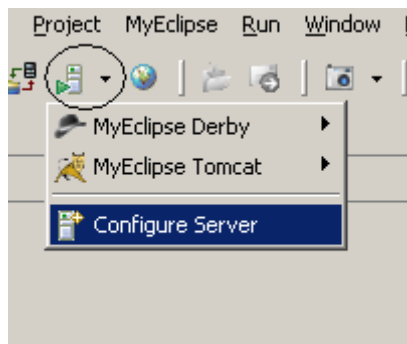 Project MyEclipse Run Window
MyEclipse Derby
MyEclipse Tomcat
Configure Server